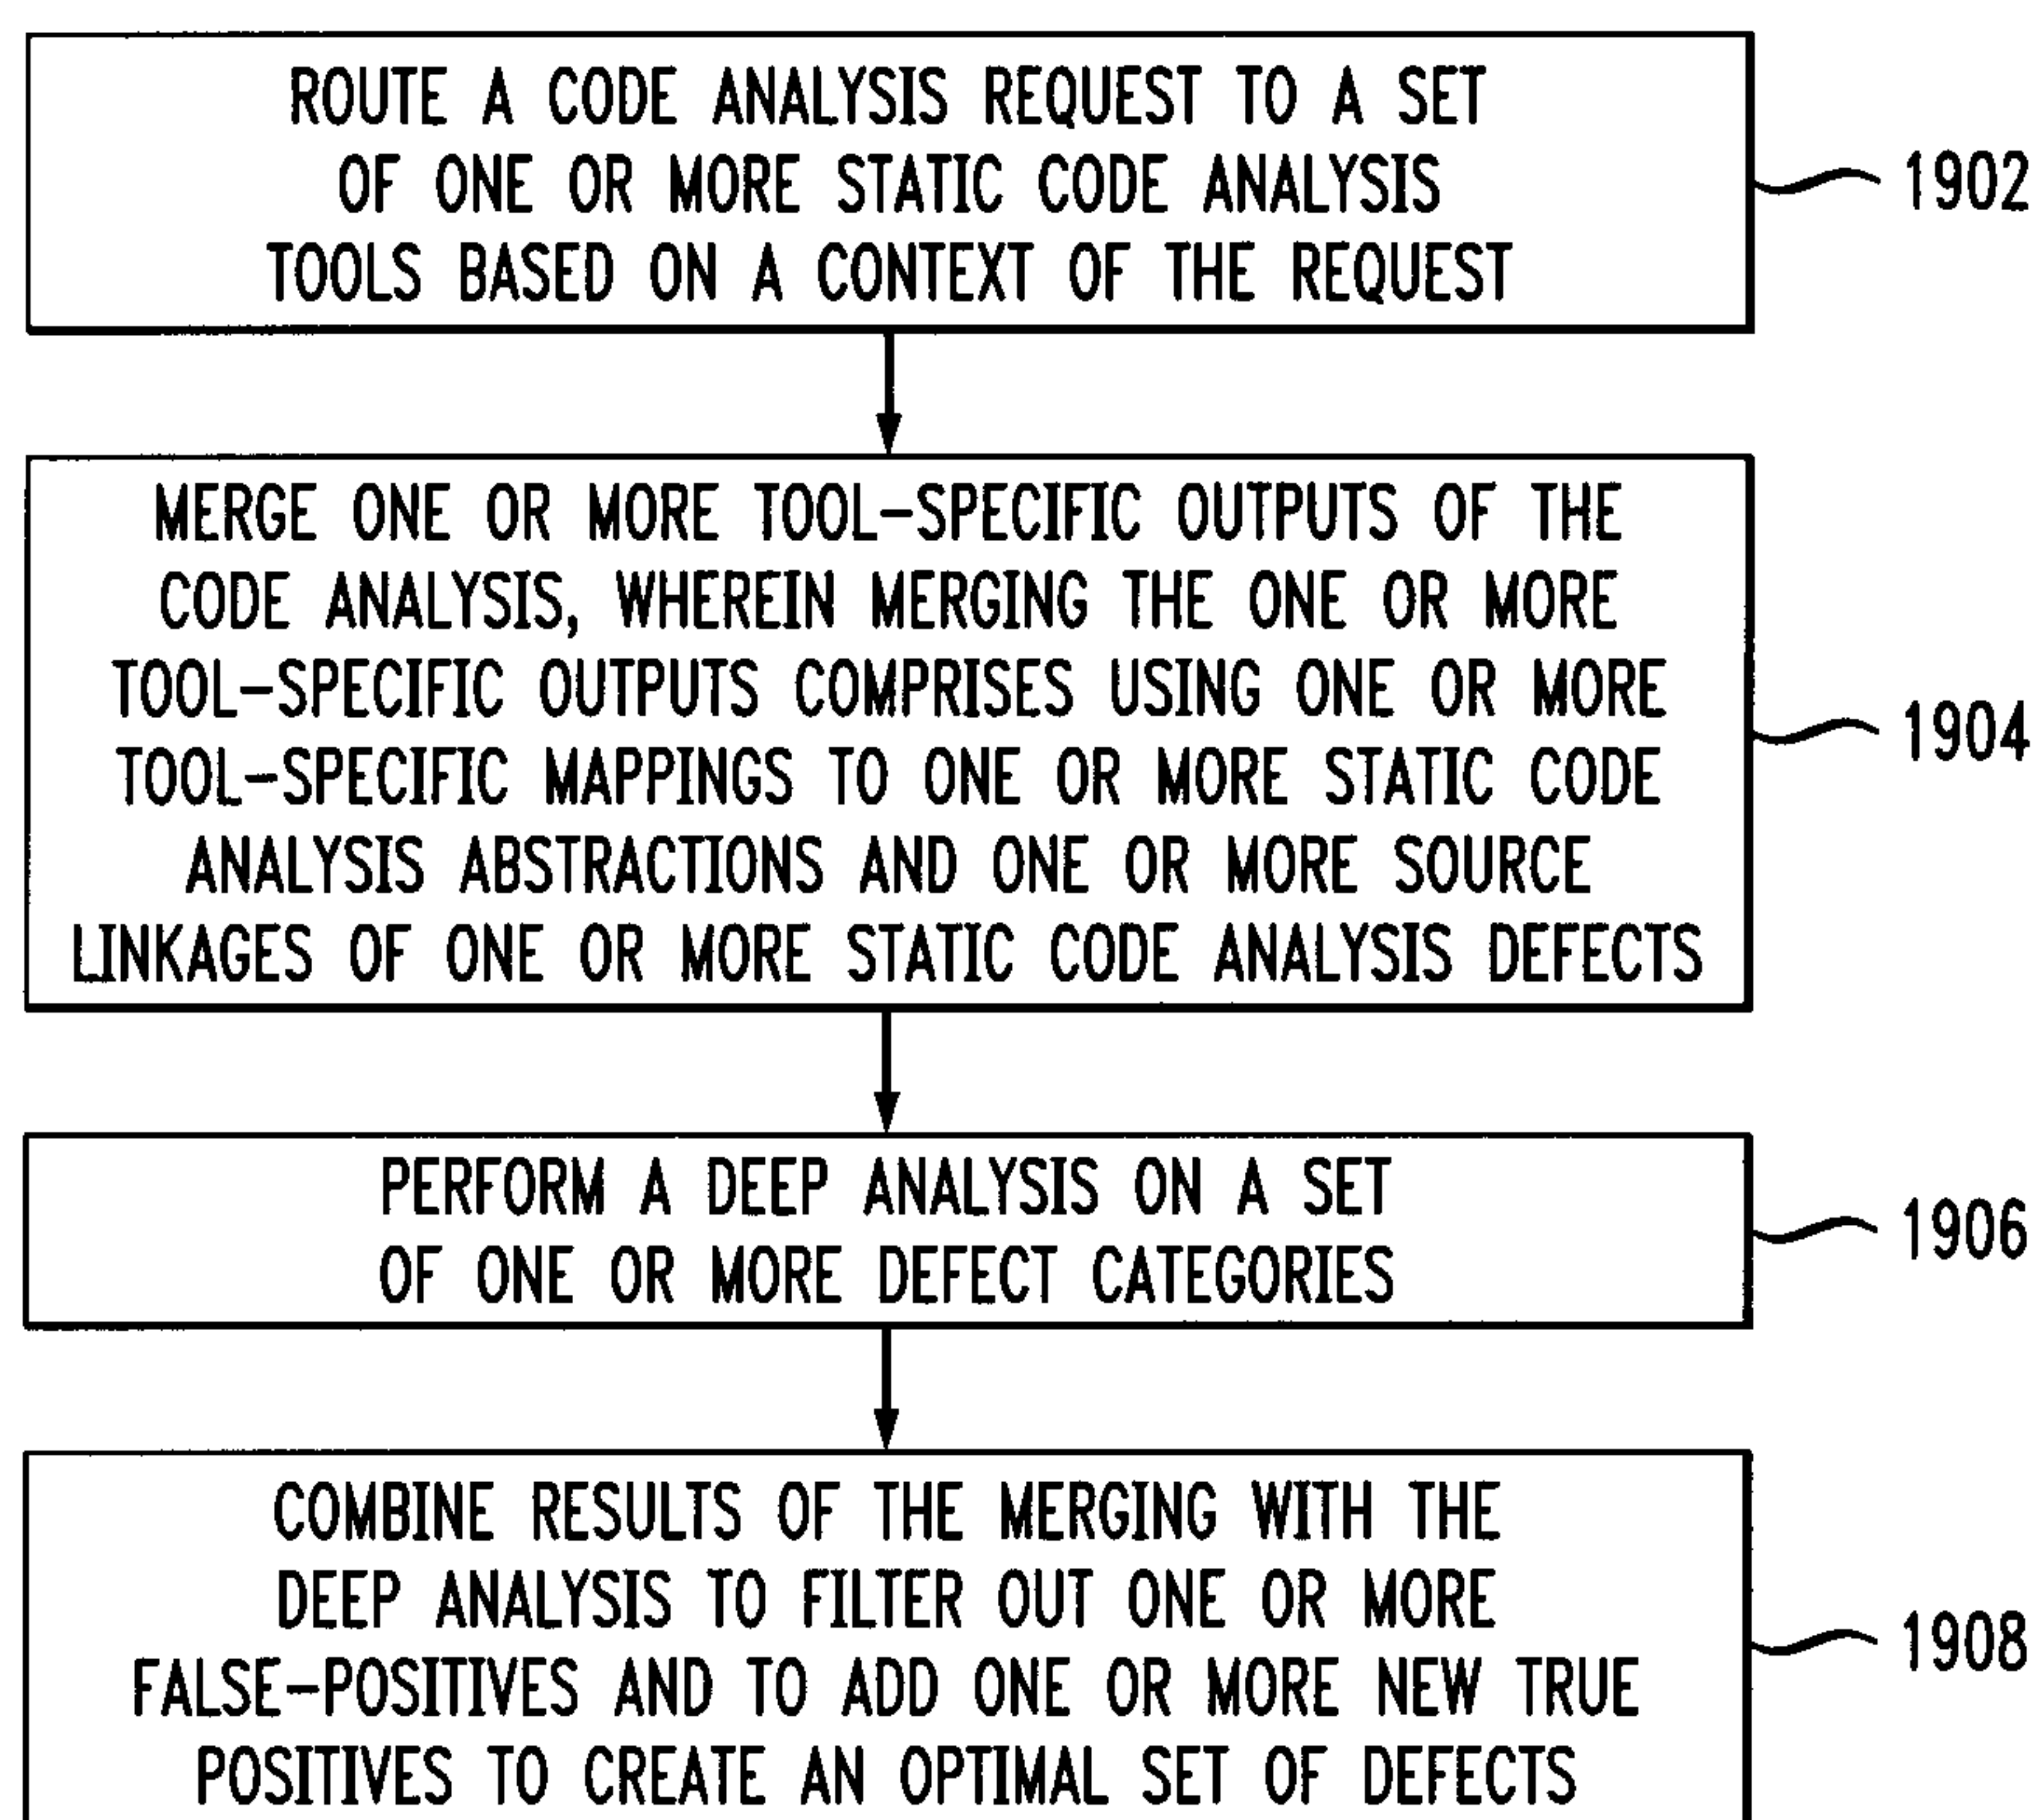 ROUTE A CODE ANALYSIS REQUEST TO A SET
OF ONE OR MORE STATIC CODE ANALYSIS
TOOLS BASED ON A CONTEXT OF THE REQUEST
1902
MERGE ONE OR MORE TOOL-SPECIFIC OUTPUTS OF THE
CODE ANALYSIS, WHEREIN MERGING THE ONE OR MORE
TOOL-SPECIFIC OUTPUTS COMPRISES USING ONE OR MORE
TOOL-SPECIFIC MAPPINGS TO ONE OR MORE STATIC CODE
ANALYSIS ABSTRACTIONS AND ONE OR MORE SOURCE
LINKAGES OF ONE OR MORE STATIC CODE ANALYSIS DEFECTS
1904
PERFORM A DEEP ANALYSIS ON A SET
OF ONE OR MORE DEFECT CATEGORIES
1906
COMBINE RESULTS OF THE MERGING WITH THE
DEEP ANALYSIS TO FILTER OUT ONE OR MORE
FALSE-POSITIVES AND TO ADD ONE OR MORE NEW TRUE
POSITIVES TO CREATE AN OPTIMAL SET OF DEFECTS
1908